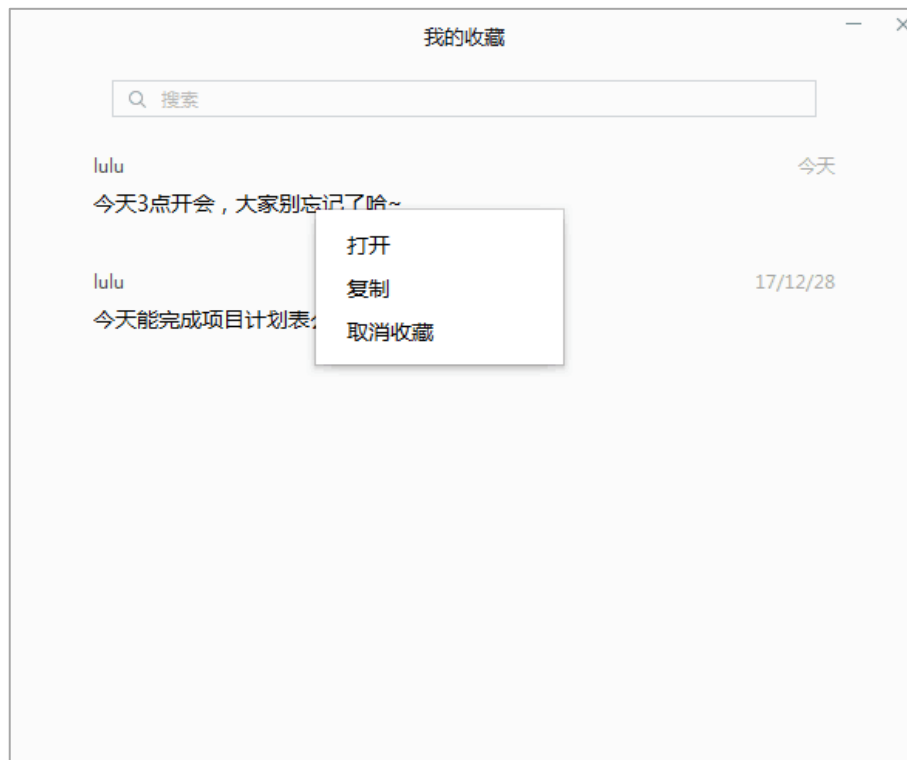 我的收藏
搜索
lulu
今天
今天3点开会，大家别忘记了哈~
打开
lulu
17/12/28
复制
今天能完成项目计划表
取消收藏